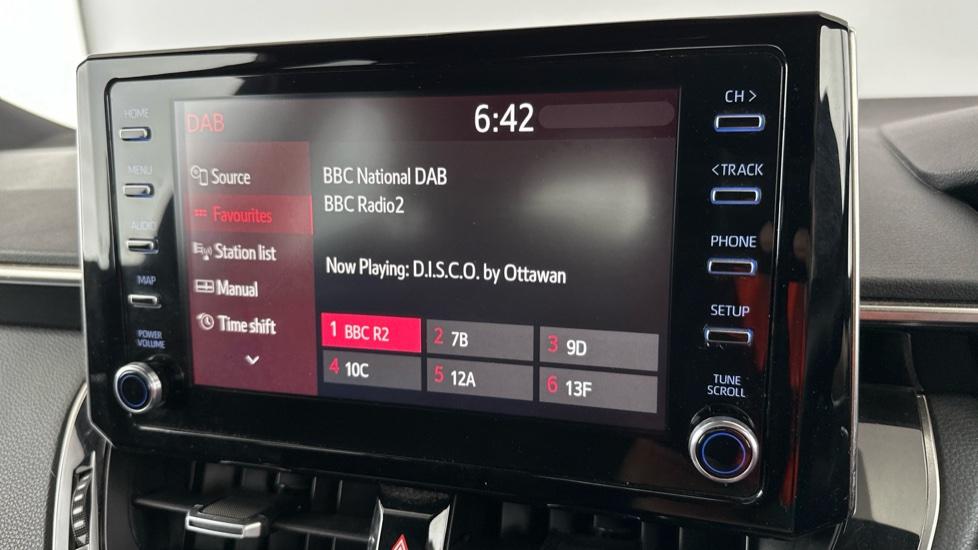 HOME
MENU
AUDIO
MAP
POWER
VOLUME
DAB
6:42
Source
Favourites
Station list
Manual
Time shift
BBC National DAB
BBC Radio2
Now Playing: D.I.S.C.O. by Ottawan
1 BBC R2
2 7B
3 9D
4 10C
5 12A
6 13F
CH >
< TRACK
PHONE
SETUP
TUNE
SCROLL